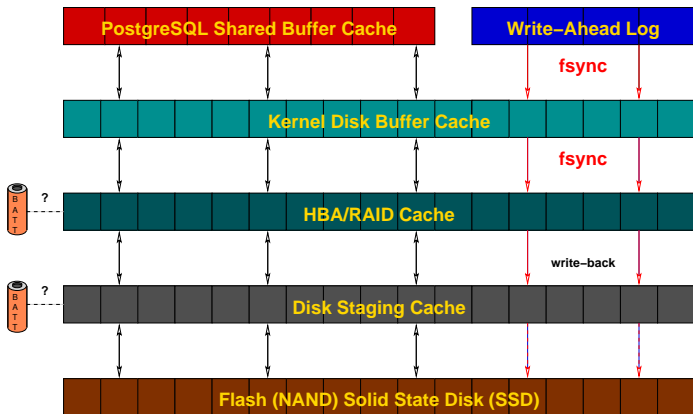 PostgreSQL Shared Buffer Cache
Write−Ahead Log
fsync
Kernel Disk Buffer Cache
fsync
?
BATT
HBA/RAID Cache
write−back
?
BATT
Disk Staging Cache
Flash (NAND) Solid State Disk (SSD)